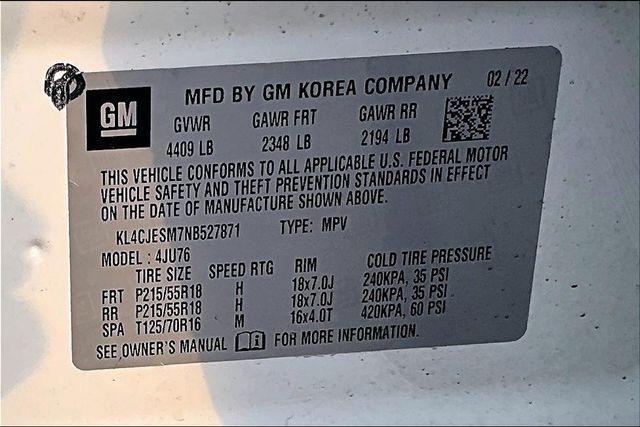 GM
MFD BY GM KOREA COMPANY 02 / 22
GVWR GAWR FRT GAWR RR
4409 LB 2348 LB 2194 LB
THIS VEHICLE CONFORMS TO ALL APPLICABLE U.S. FEDERAL MOTOR
VEHICLE SAFETY AND THEFT PREVENTION STANDARDS IN EFFECT
ON THE DATE OF MANUFACTURE SHOWN ABOVE.
KL4CJESM7NB527871 TYPE: MPV
MODEL : 4JU76
TIRE SIZE SPEED RTG RIM COLD TIRE PRESSURE
FRT P215/55R18 H 18x7.0J 240KPA, 35 PSI
RR P215/55R18 H 18x7.0J 240KPA, 35 PSI
SPA T125/70R16 M 16x4.0T 420KPA, 60 PSI
SEE OWNER'S MANUAL FOR MORE INFORMATION.